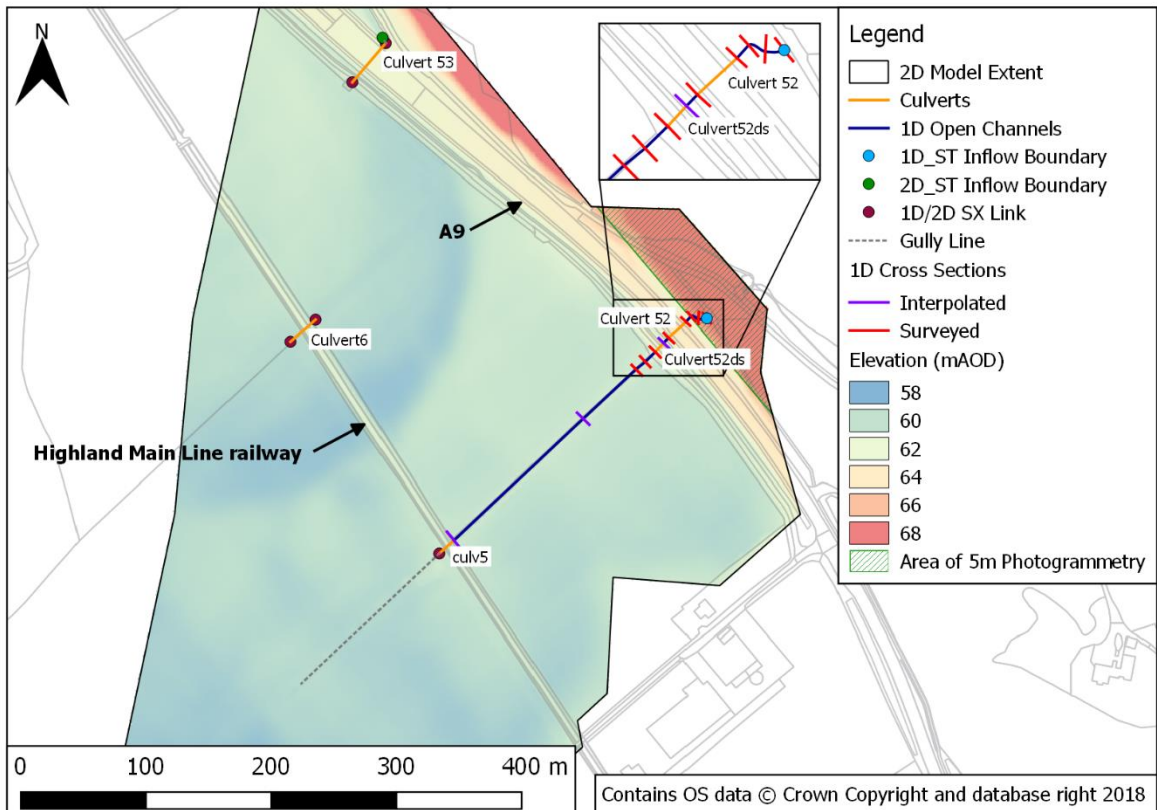 N
Culvert 53
A9
Culvert 52
Culvert52ds
Culvert 52
Culvert52ds
Culvert6
Highland Main Line railway
culv5
Legend
2D Model Extent
Culverts
1D Open Channels
1D_ST Inflow Boundary
2D_ST Inflow Boundary
1D/2D SX Link
Gully Line
1D Cross Sections
Interpolated
Surveyed
Elevation (mAOD)
58
60
62
64
66
68
Area of 5m Photogrammetry
0 100 200 300 400 m
Contains OS data © Crown Copyright and database right 2018